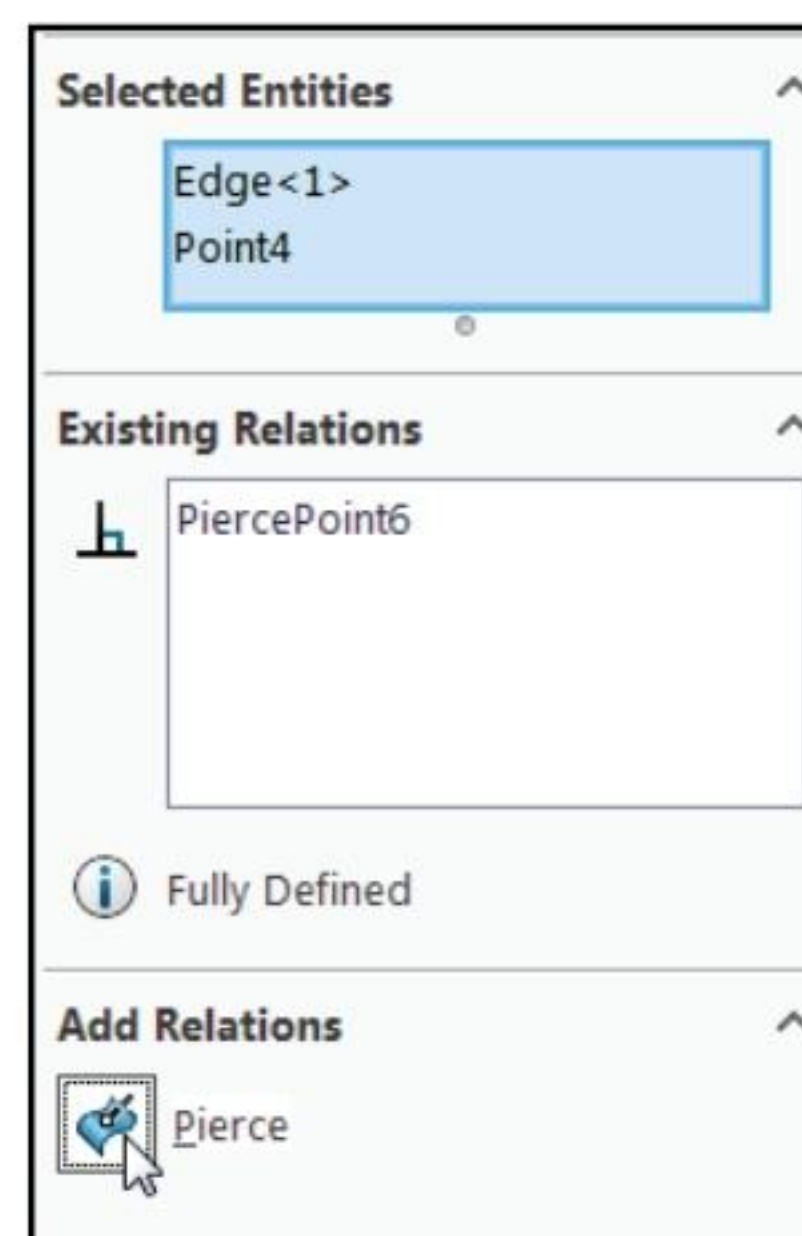 Selected Entities
Edge<1>
Point4
Existing Relations
PiercePoint6
Fully Defined
Add Relations
Pierce